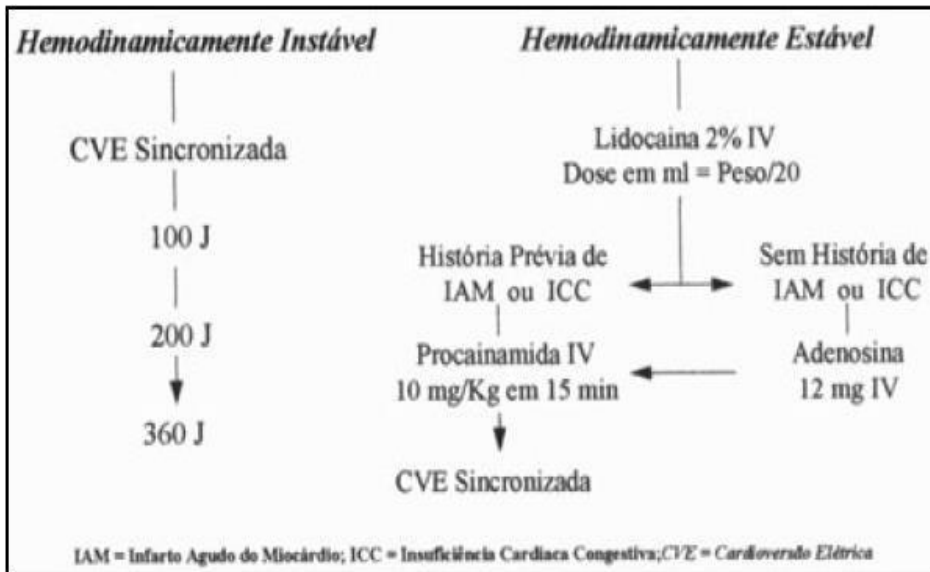 Hemodinamicamente Instável
CVE Sincronizada
100 J
200 J
360 J
Hemodinamicamente Estável
Lidocaina 2% IV
Dose em ml = Peso/20
História Prévia de
IAM ou ICC
Sem História de
IAM ou ICC
Procainamida IV
10 mg/Kg em 15 min
Adenosina
12 mg IV
CVE Sincronizada
IAM = Infarto Agudo do Miocárdio; ICC = Insuficiência Cardiaca Congestiva;CVE = Cardioversão Elétrica